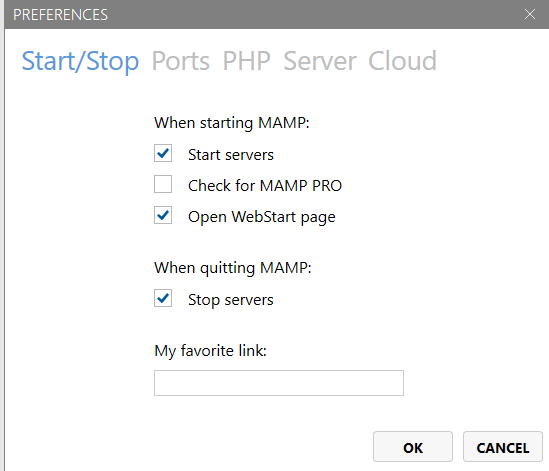 PREFERENCES
Start/Stop Ports PHP Server Cloud
When starting MAMP:
Start servers
Check for MAMP PRO
Open WebStart page
When quitting MAMP:
Stop servers
My favorite link:
OK CANCEL